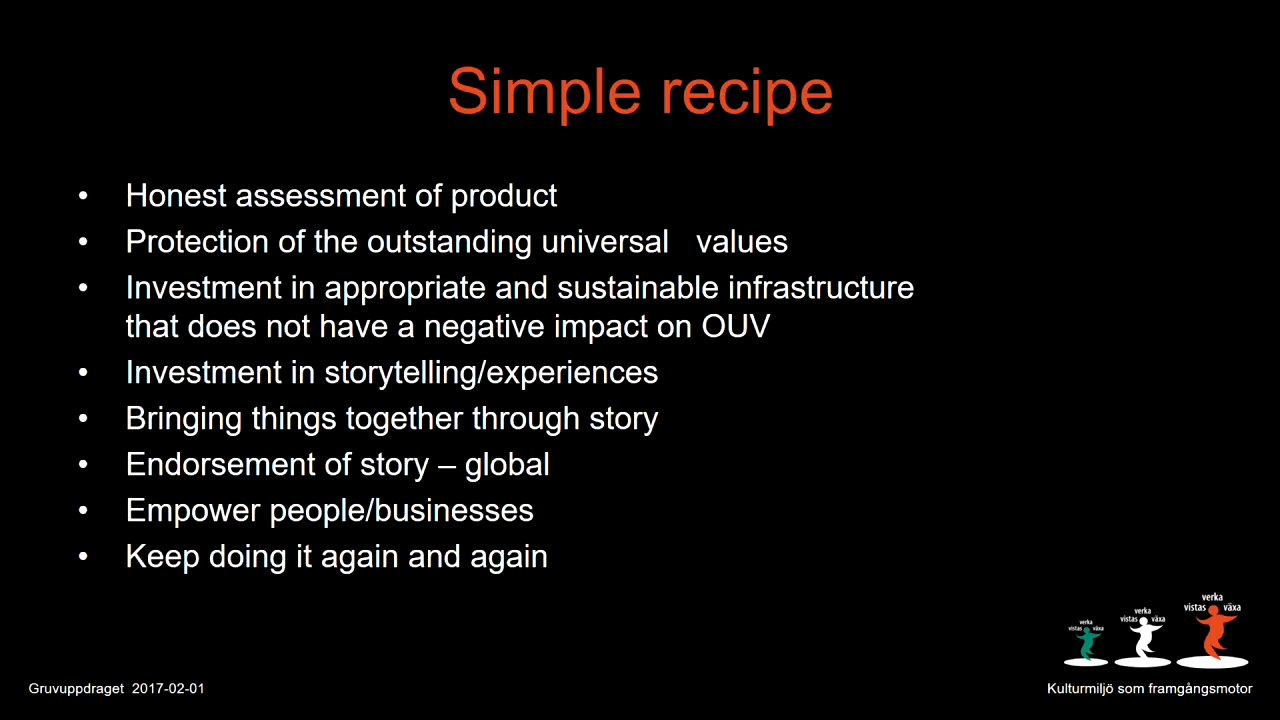 Simple recipe
• Honest assessment of product
• Protection of the outstanding universal   values
• Investment in appropriate and sustainable infrastructure
that does not have a negative impact on OUV
• Investment in storytelling/experiences
• Bringing things together through story
• Endorsement of story – global
• Empower people/businesses
• Keep doing it again and again
verka
vistas växa
verka
vistas växa
verka
vistas växa
Gruvuppdraget 2017-02-01
Kulturmiljö som framgångsmotor